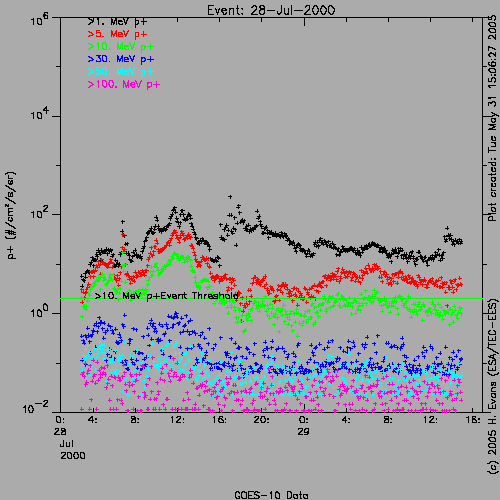 Event: 28-Jul-2000
10^6
>1. MeV p+
>5. MeV p+
>10. MeV p+
>30. MeV p+
>50. MeV p+
>100. MeV p+
10^4
10^2
10^0
10^-2
p+ (#/cm²/s/sr)
>10. MeV p+Event Threshold
0: 4: 8: 12: 16: 20: 0: 4: 8: 12: 16:
28 29
Jul
2000
GOES-10 Data
Plot created: Tue May 31 15:06:27 2005
(c) 2005 H. Evans (ESA/TEC-EES)